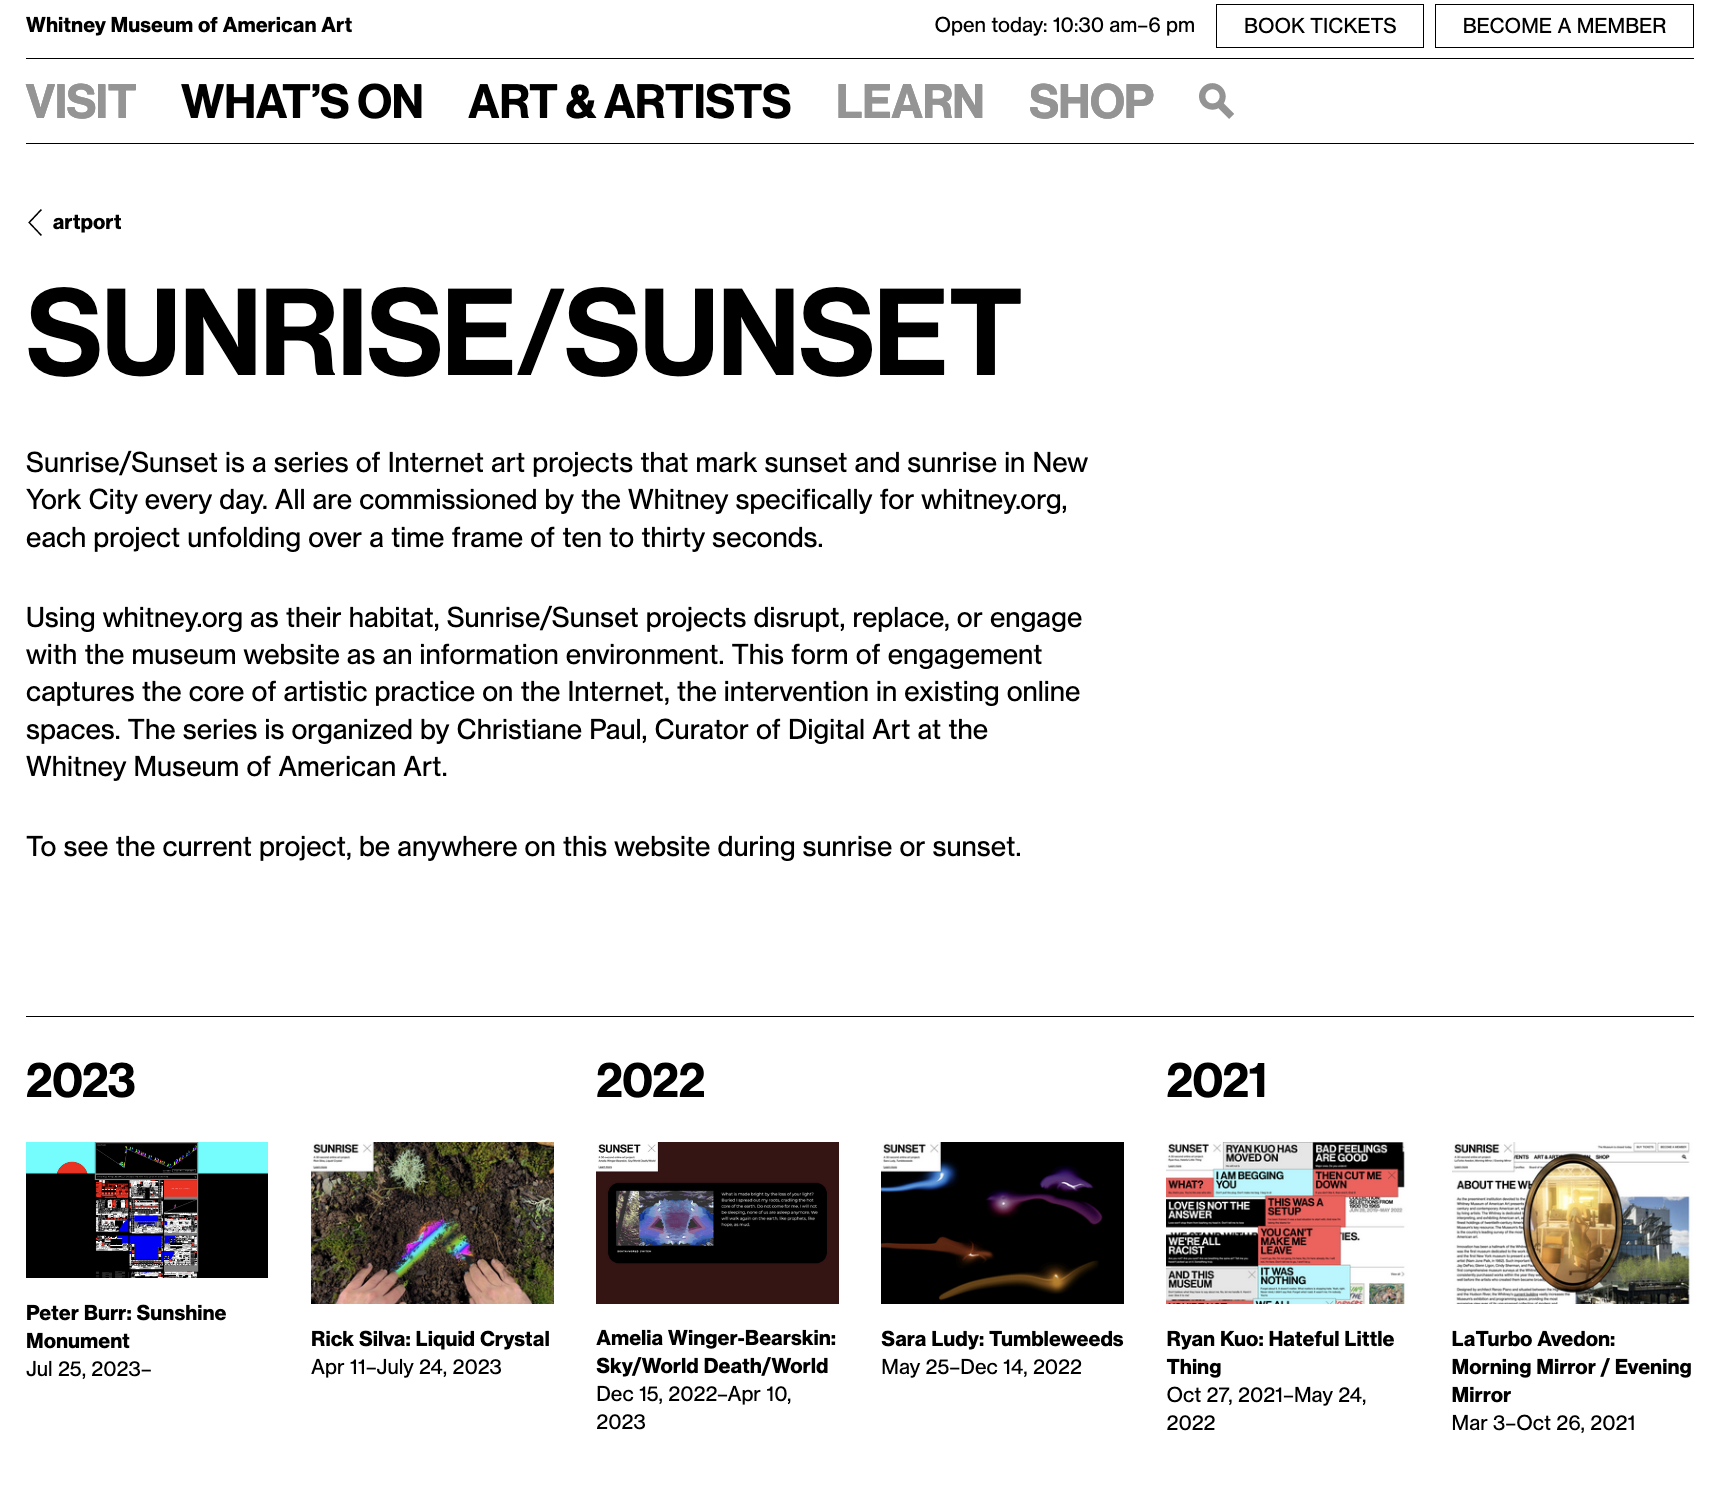 Whitney Museum of American Art
Open today: 10:30 am–6 pm
BOOK TICKETS
BECOME A MEMBER
VISIT WHAT'S ON ART & ARTISTS LEARN SHOP
artport
SUNRISE/SUNSET
Sunrise/Sunset is a series of Internet art projects that mark sunset and sunrise in New
York City every day. All are commissioned by the Whitney specifically for whitney.org,
each project unfolding over a time frame of ten to thirty seconds.
Using whitney.org as their habitat, Sunrise/Sunset projects disrupt, replace, or engage
with the museum website as an information environment. This form of engagement
captures the core of artistic practice on the Internet, the intervention in existing online
spaces. The series is organized by Christiane Paul, Curator of Digital Art at the
Whitney Museum of American Art.
To see the current project, be anywhere on this website during sunrise or sunset.
2023
Peter Burr: Sunshine
Monument
Jul 25, 2023–
SUNRISE
Rick Silva: Liquid Crystal
Apr 11–July 24, 2023
2022
SUNSET
What is made bright by the loss of your light?
Amelia Winger-Bearskin:
Sky/World Death/World
Dec 15, 2022–Apr 10,
2023
SUNSET
Sara Ludy: Tumbleweeds
May 25–Dec 14, 2022
2021
SUNSET
RYAN KUO HAS
MOVED ON
BAD FEELINGS
ARE GOOD
I AM BEGGING
YOU
THEN CUT ME
DOWN
WHAT?
LOVE IS NOT THE
ANSWER
THIS WAS A
SETUP
YOU CAN'T
MAKE ME
LEAVE
WE'RE ALL
RACIST
AND THIS
MUSEUM
IT WAS
NOTHING
Ryan Kuo: Hateful Little
Thing
Oct 27, 2021–May 24,
2022
SUNRISE
SHOP
ABOUT THE WH
LaTurbo Avedon:
Morning Mirror / Evening
Mirror
Mar 3–Oct 26, 2021